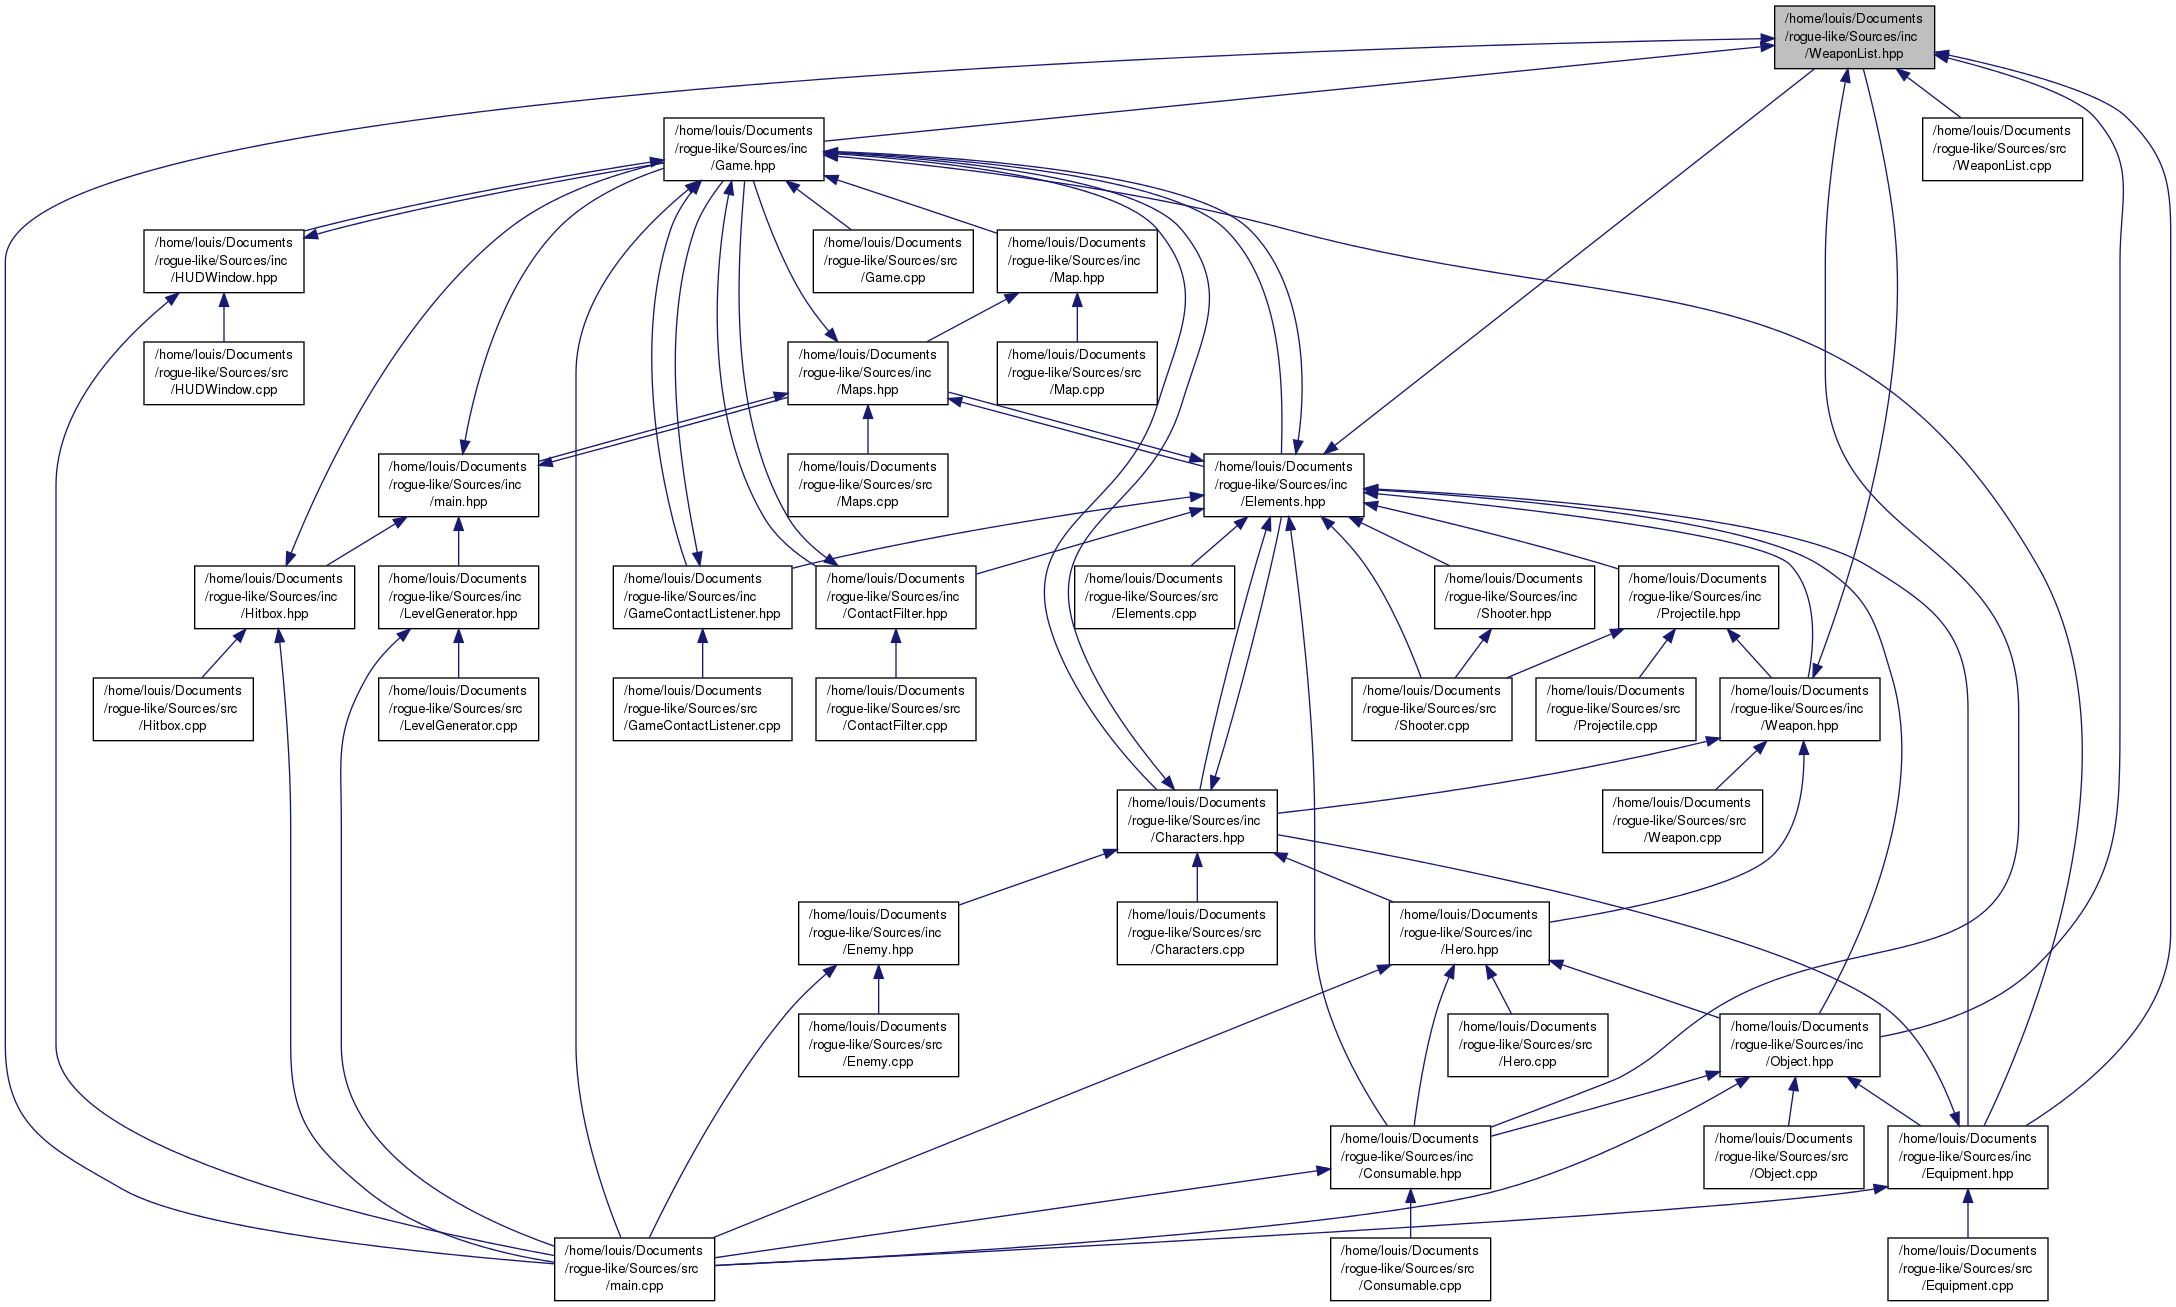 /home/louis/Documents
/rogue-like/Sources/inc
/WeaponList.hpp
/home/louis/Documents
/rogue-like/Sources/inc
/Game.hpp
/home/louis/Documents
/rogue-like/Sources/src
/WeaponList.cpp
/home/louis/Documents
/rogue-like/Sources/inc
/HUDWindow.hpp
/home/louis/Documents
/rogue-like/Sources/src
/Game.cpp
/home/louis/Documents
/rogue-like/Sources/inc
/Map.hpp
/home/louis/Documents
/rogue-like/Sources/src
/HUDWindow.cpp
/home/louis/Documents
/rogue-like/Sources/inc
/Maps.hpp
/home/louis/Documents
/rogue-like/Sources/src
/Map.cpp
/home/louis/Documents
/rogue-like/Sources/inc
/main.hpp
/home/louis/Documents
/rogue-like/Sources/src
/Maps.cpp
/home/louis/Documents
/rogue-like/Sources/inc
/Elements.hpp
/home/louis/Documents
/rogue-like/Sources/inc
/Hitbox.hpp
/home/louis/Documents
/rogue-like/Sources/inc
/LevelGenerator.hpp
/home/louis/Documents
/rogue-like/Sources/inc
/GameContactListener.hpp
/home/louis/Documents
/rogue-like/Sources/inc
/ContactFilter.hpp
/home/louis/Documents
/rogue-like/Sources/src
/Elements.cpp
/home/louis/Documents
/rogue-like/Sources/inc
/Shooter.hpp
/home/louis/Documents
/rogue-like/Sources/inc
/Projectile.hpp
/home/louis/Documents
/rogue-like/Sources/src
/Hitbox.cpp
/home/louis/Documents
/rogue-like/Sources/src
/LevelGenerator.cpp
/home/louis/Documents
/rogue-like/Sources/src
/GameContactListener.cpp
/home/louis/Documents
/rogue-like/Sources/src
/ContactFilter.cpp
/home/louis/Documents
/rogue-like/Sources/src
/Shooter.cpp
/home/louis/Documents
/rogue-like/Sources/src
/Projectile.cpp
/home/louis/Documents
/rogue-like/Sources/inc
/Weapon.hpp
/home/louis/Documents
/rogue-like/Sources/inc
/Characters.hpp
/home/louis/Documents
/rogue-like/Sources/src
/Weapon.cpp
/home/louis/Documents
/rogue-like/Sources/inc
/Enemy.hpp
/home/louis/Documents
/rogue-like/Sources/src
/Characters.cpp
/home/louis/Documents
/rogue-like/Sources/inc
/Hero.hpp
/home/louis/Documents
/rogue-like/Sources/src
/Enemy.cpp
/home/louis/Documents
/rogue-like/Sources/src
/Hero.cpp
/home/louis/Documents
/rogue-like/Sources/inc
/Object.hpp
/home/louis/Documents
/rogue-like/Sources/inc
/Consumable.hpp
/home/louis/Documents
/rogue-like/Sources/src
/Object.cpp
/home/louis/Documents
/rogue-like/Sources/inc
/Equipment.hpp
/home/louis/Documents
/rogue-like/Sources/src
/main.cpp
/home/louis/Documents
/rogue-like/Sources/src
/Consumable.cpp
/home/louis/Documents
/rogue-like/Sources/src
/Equipment.cpp